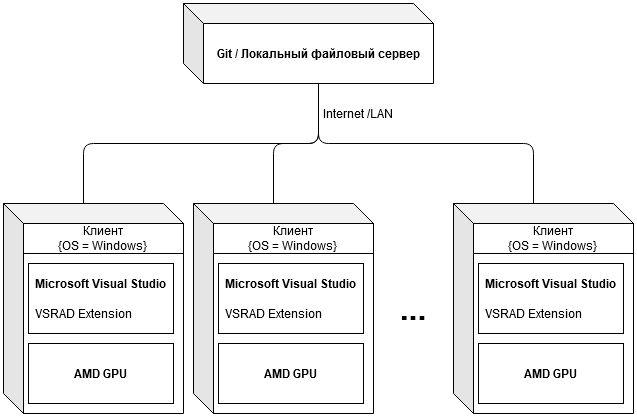 Git / Локальный файловый сервер
Internet /LAN
Клиент
{OS = Windows}
Microsoft Visual Studio
VSRAD Extension
AMD GPU
Клиент
{OS = Windows}
Microsoft Visual Studio
VSRAD Extension
AMD GPU
...
Клиент
{OS = Windows}
Microsoft Visual Studio
VSRAD Extension
AMD GPU